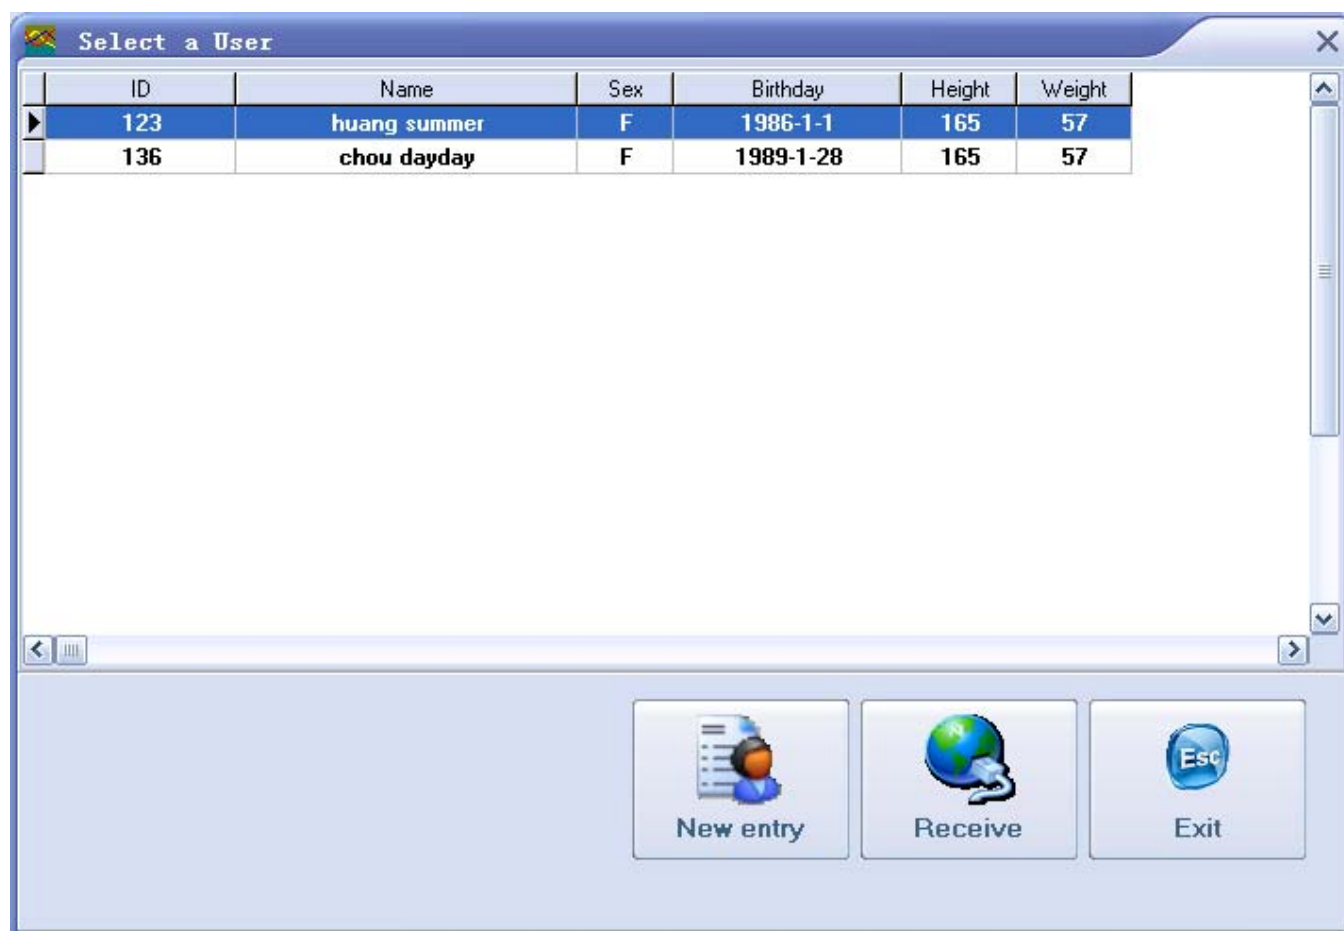 Select a User
ID Name Sex Birthday Height Weight
123 huang summer F 1986-1-1 165 57
136 chou dayday F 1989-1-28 165 57
Esc
New entry Receive Exit